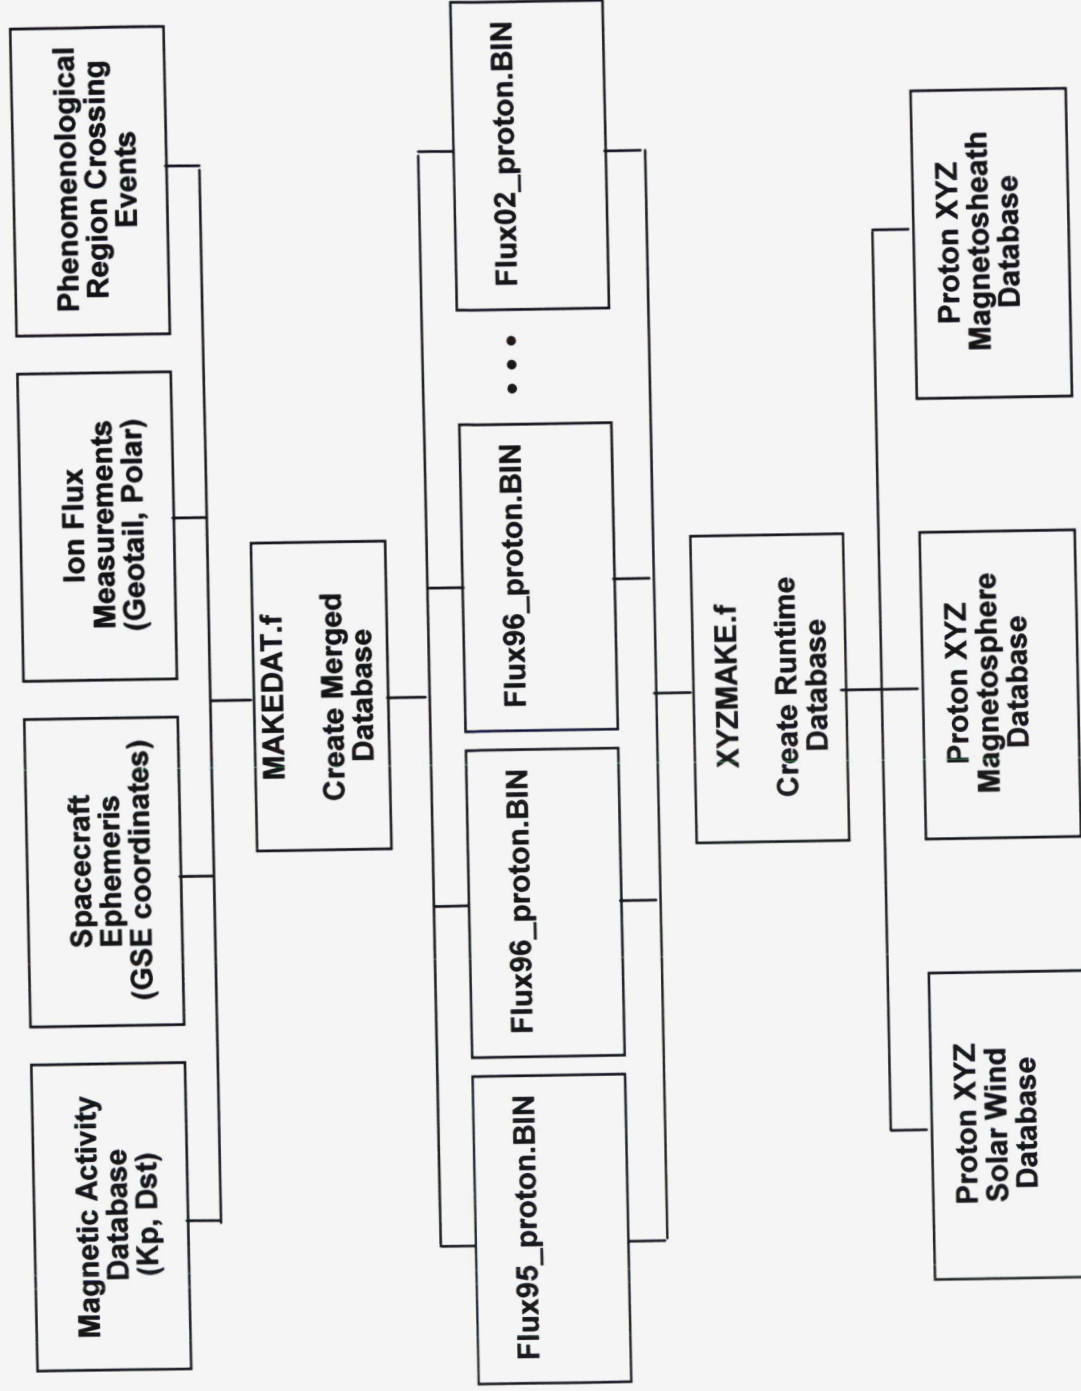 Magnetic Activity
Database
(Kp, Dst)
Spacecraft
Ephemeris
(GSE coordinates)
Ion Flux
Measurements
(Geotail, Polar)
Phenomenological
Region Crossing
Events
MAKEDAT.f
Create Merged
Database
Flux95_proton.BIN
Flux96_proton.BIN
Flux96_proton.BIN
• • •
Flux02_proton.BIN
XYZMAKE.f
Create Runtime
Database
Proton XYZ
Solar Wind
Database
Proton XYZ
Magnetosphere
Database
Proton XYZ
Magnetosheath
Database